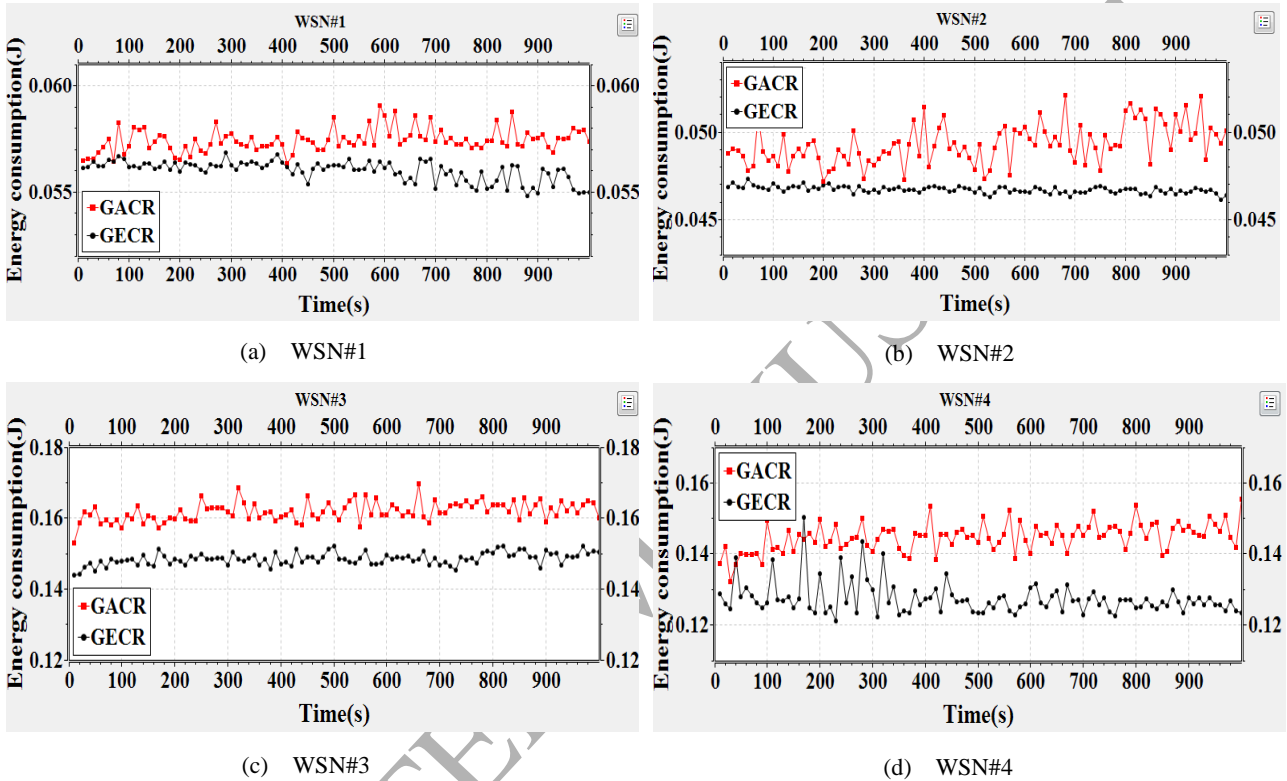 WSN#1
0 100 200 300 400 500 600 700 800 900
Energy consumption(J)
0.060 0.060
0.055 0.055
GACR
GECR
0 100 200 300 400 500 600 700 800 900
Time(s)
(a) WSN#1
WSN#2
0 100 200 300 400 500 600 700 800 900
Energy consumption(J)
GACR
GECR
0.050 0.050
0.045 0.045
0 100 200 300 400 500 600 700 800 900
Time(s)
(b) WSN#2
WSN#3
0 100 200 300 400 500 600 700 800 900
Energy consumption(J)
0.18 0.18
0.16 0.16
0.14 0.14
GACR
GECR
0.12 0.12
0 100 200 300 400 500 600 700 800 900
Time(s)
(c) WSN#3
WSN#4
0 100 200 300 400 500 600 700 800 900
Energy consumption(J)
GACR
GECR
0.16 0.16
0.14 0.14
0.12 0.12
0 100 200 300 400 500 600 700 800 900
Time(s)
(d) WSN#4